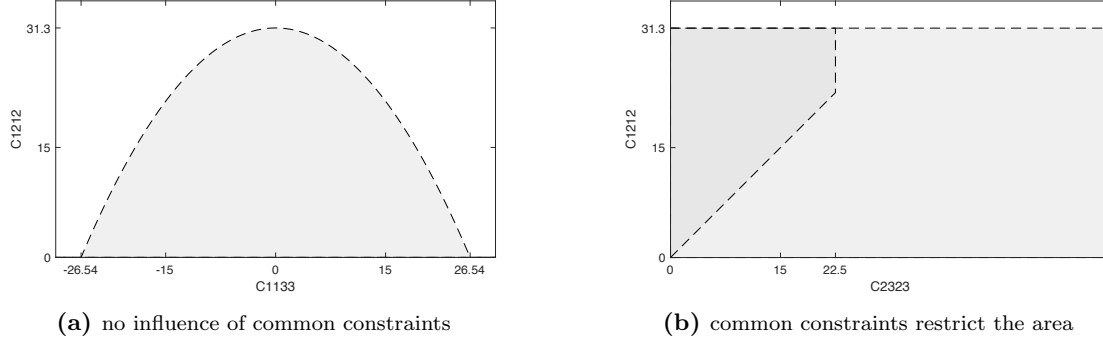 31.3
15
0
C1212
-26.54 -15 0 15 26.54
C1133
(a) no influence of common constraints
31.3
15
0
C1212
0 15 22.5
C2323
(b) common constraints restrict the area